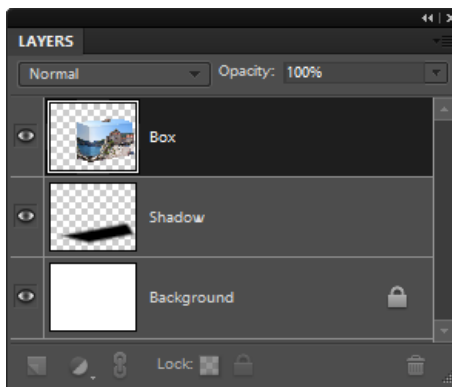 LAYERS
Normal Opacity: 100%
Box
Shadow
Background
Lock: